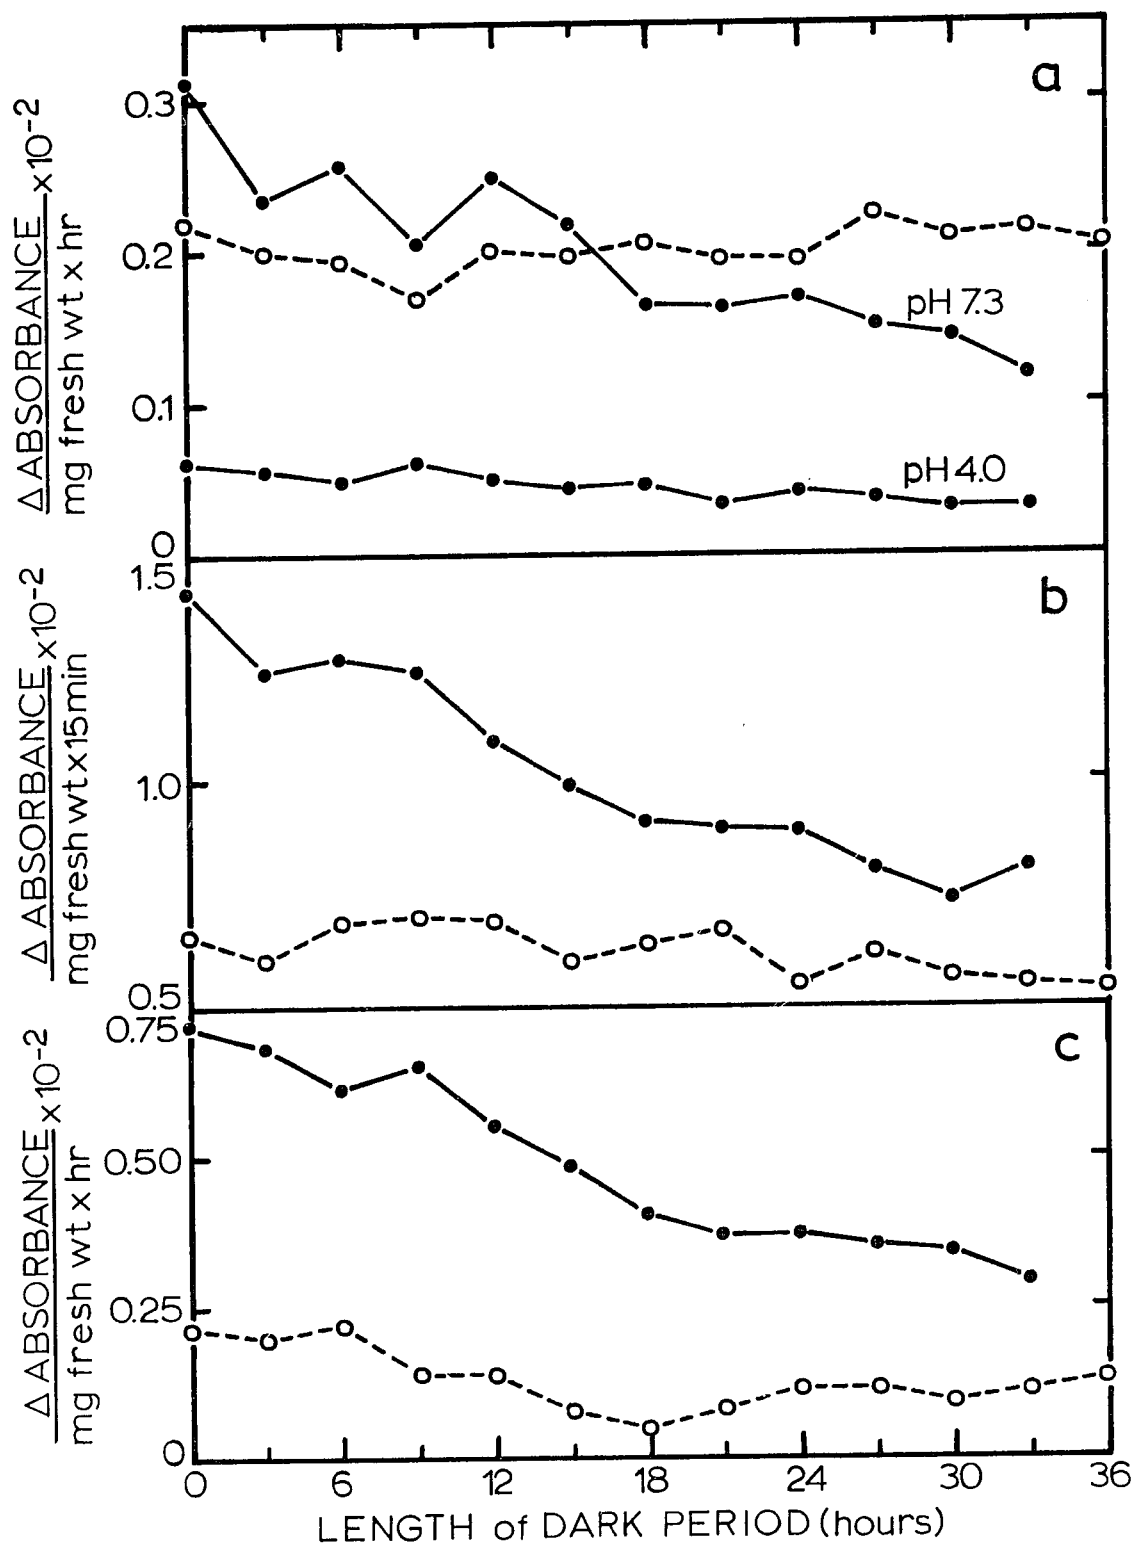 a
Δ ABSORBANCE x10-2
mg fresh wt x hr
0.3
0.2
0.1
0
pH 7.3
pH 4.0
b
Δ ABSORBANCE x10-2
mg fresh wt x 15 min
1.5
1.0
0.5
c
Δ ABSORBANCE x10-2
mg fresh wt x hr
0.75
0.50
0.25
0
0 6 12 18 24 30 36
LENGTH of DARK PERIOD (hours)